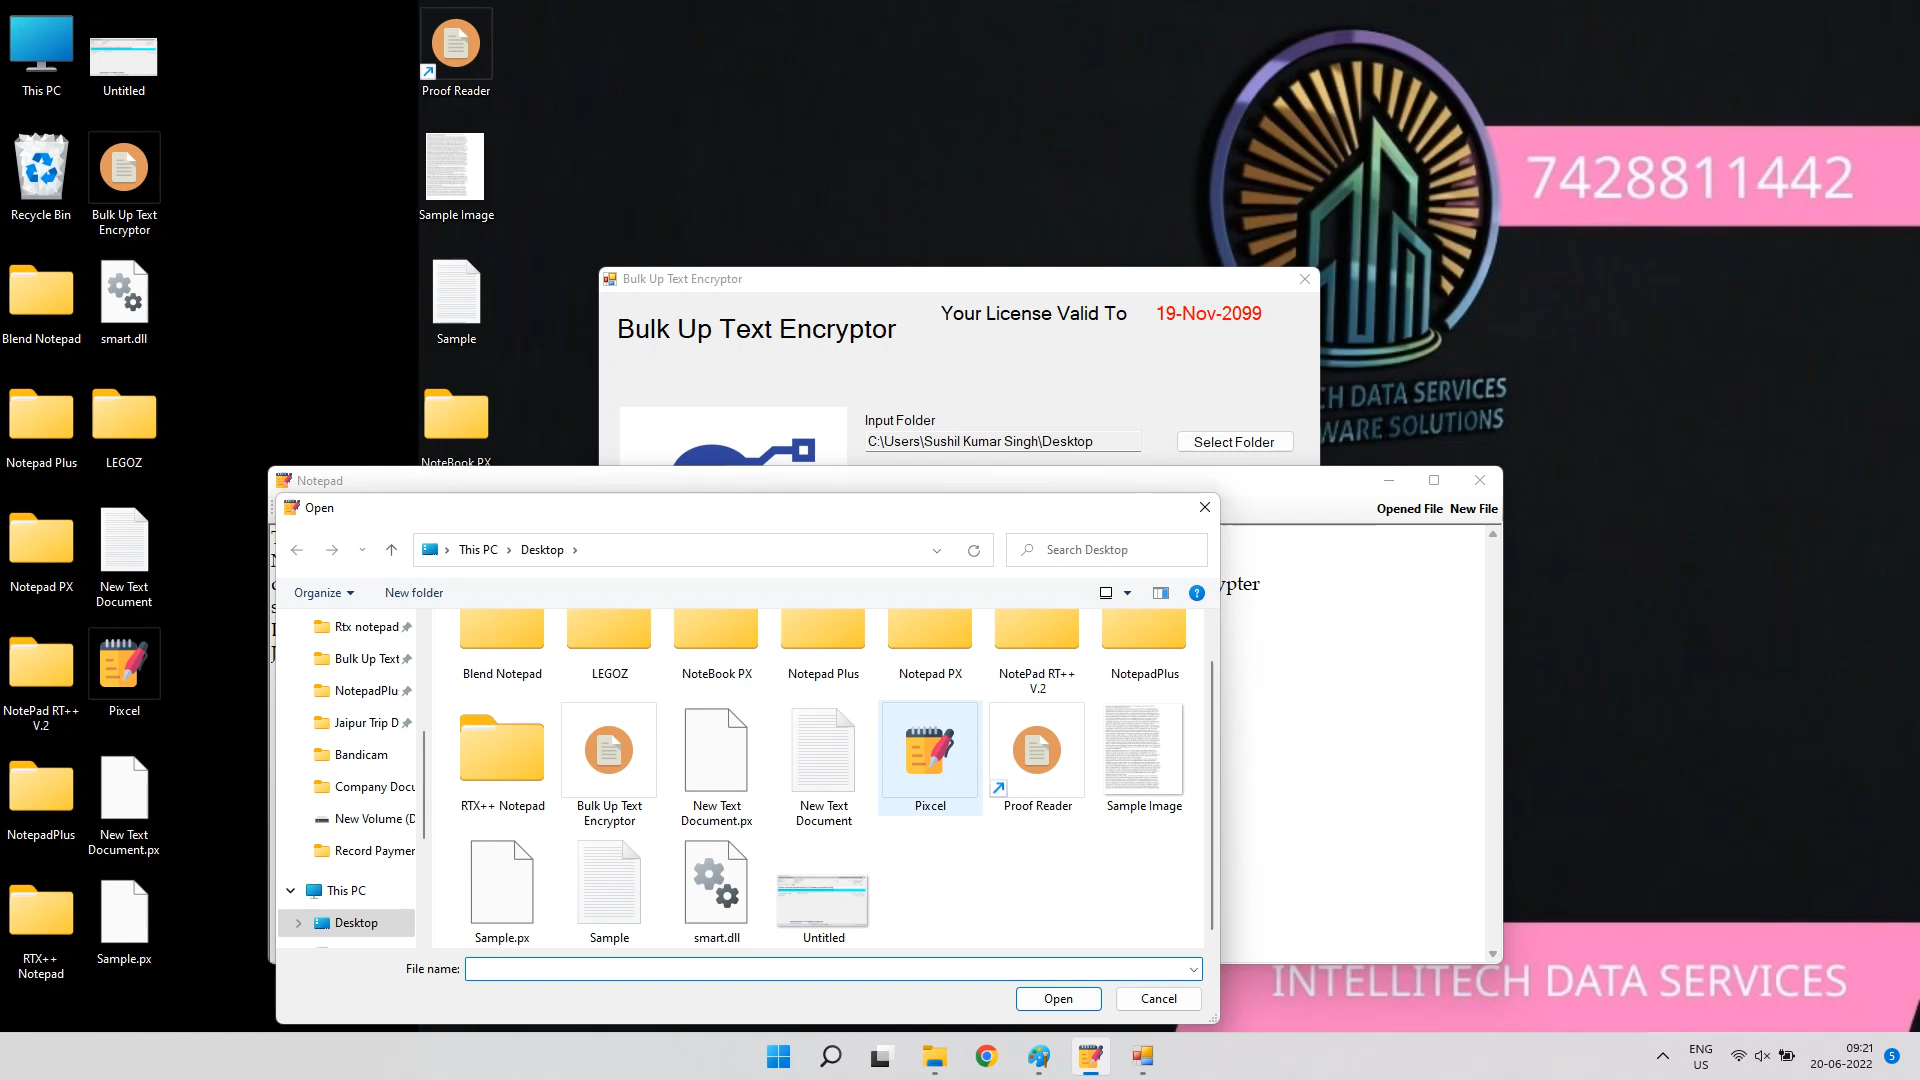 This PC
Untitled
Proof Reader
Recycle Bin
Bulk Up Text
Encryptor
Sample Image
Blend Notepad
smart.dll
Sample
Notepad Plus
LEGOZ
NoteBook PX
Notepad PX
New Text
Document
NotePad RT++
V.2
Pixcel
NotepadPlus
New Text
Document.px
RTX++
Notepad
Sample.px
7428811442
CH DATA SERVICES
WARE SOLUTIONS
INTELLITECH DATA SERVICES
Bulk Up Text Encryptor
Bulk Up Text Encryptor
Your License Valid To 19-Nov-2099
Input Folder
C:\Users\Sushil Kumar Singh\Desktop
Select Folder
Notepad
Opened File New File
ypter
Open
This PC
Desktop
Search Desktop
Organize
New folder
Rtx notepad
Bulk Up Text
NotepadPlu
Jaipur Trip D
Bandicam
Company Docu
New Volume (D
Record Paymer
This PC
Desktop
Blend Notepad
LEGOZ
NoteBook PX
Notepad Plus
Notepad PX
NotePad RT++
V.2
NotepadPlus
RTX++ Notepad
Bulk Up Text
Encryptor
New Text
Document.px
New Text
Document
Pixcel
Proof Reader
Sample Image
Sample.px
Sample
smart.dll
Untitled
File name:
Open
Cancel
ENG
US
09:21
20-06-2022
5